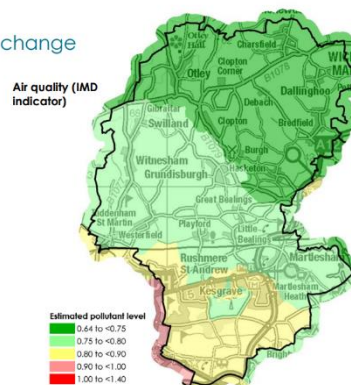 change
Air quality (IMD
indicator)
Otley
Hall
Charsfield
Otley
Clopton
Corner
B1078
Dallinghoo
Debach
Clopton
Bredfield
Gibraltar
Burgh
Swilland
B1079
Hasketon
Witnesham
Grundisburgh
Great Bealings
Playford
Little
Bealings
Westerfield
Rushmere
St Andrew
Martlesham
Kesgrave
Martlesham
Heath
Estimated pollutant level
0.64 to <0.75
0.75 to <0.80
0.80 to <0.90
0.90 to <1.00
1.00 to <1.40